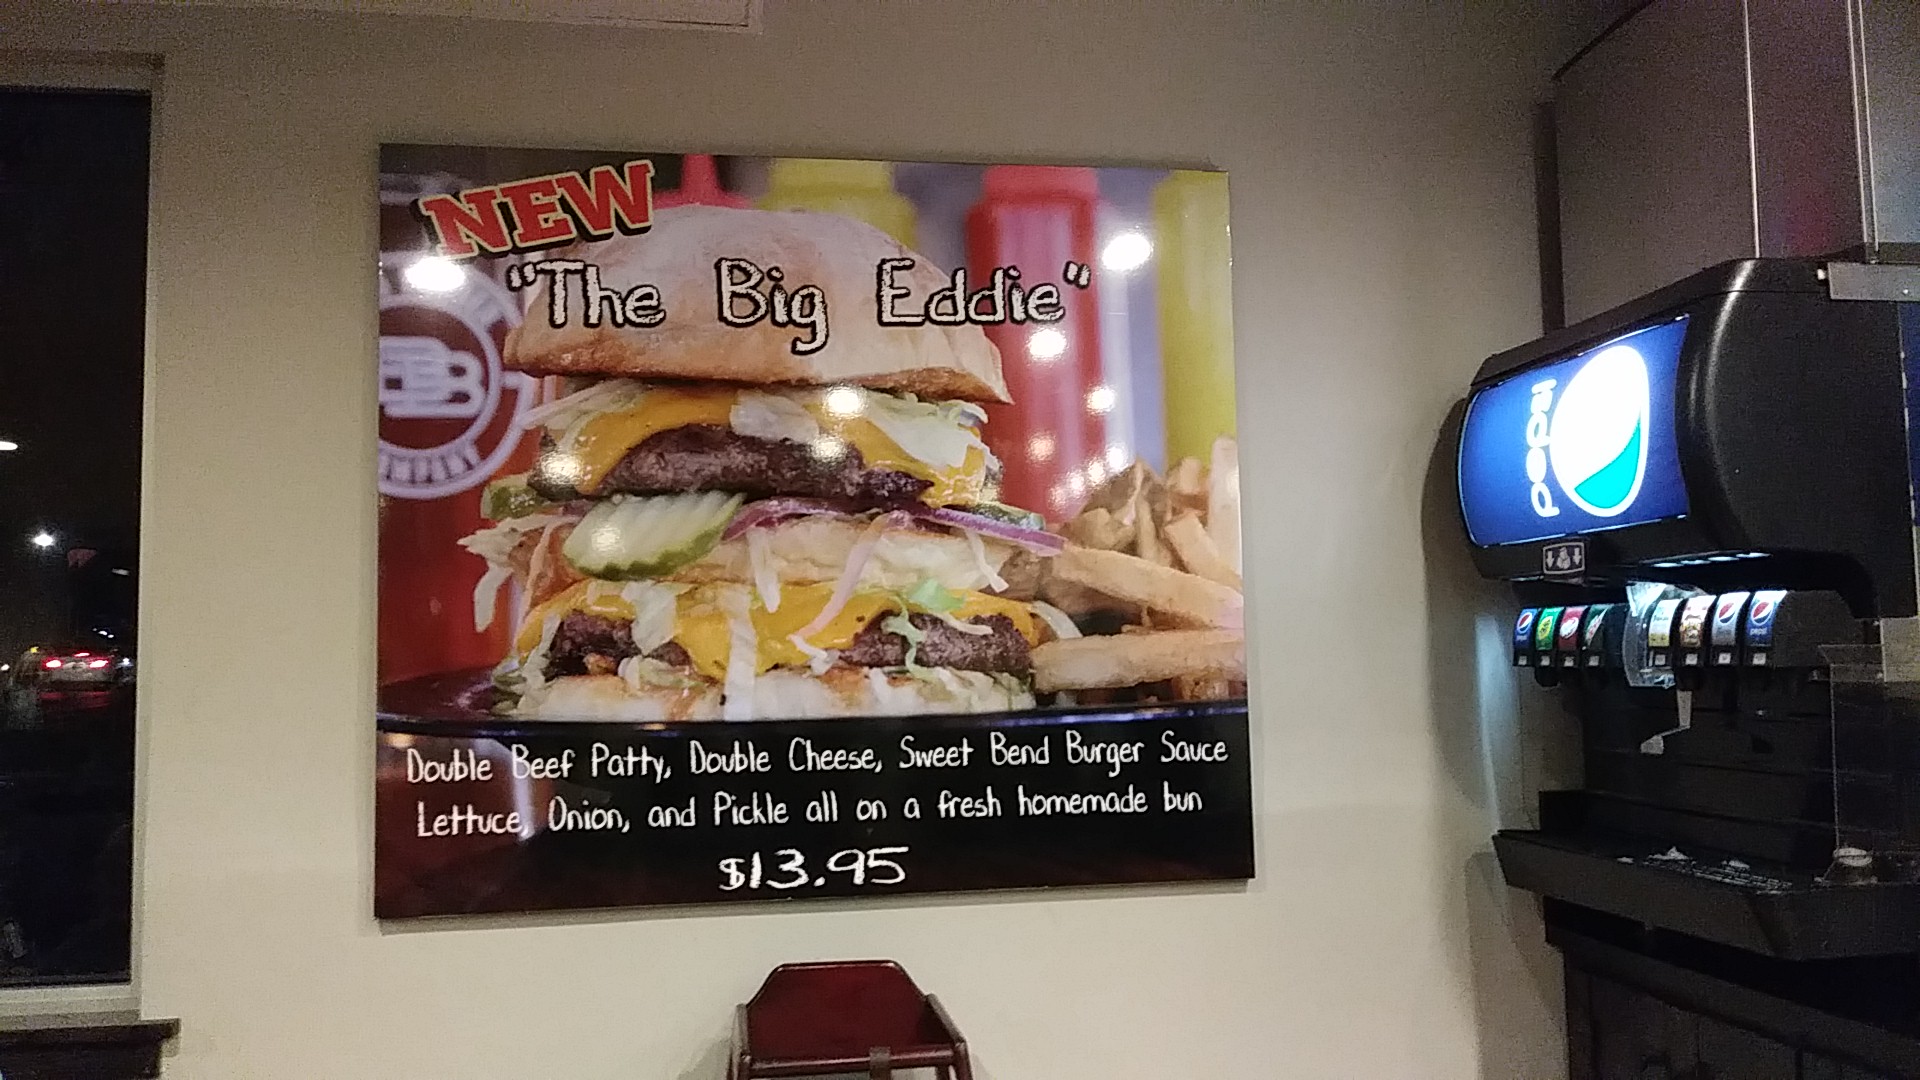 NEW
"The Big Eddie"
Double Beef Patty, Double Cheese, Sweet Bend Burger Sauce
Lettuce, Onion, and Pickle all on a fresh homemade bun
$13.95
pepsi
pepsi